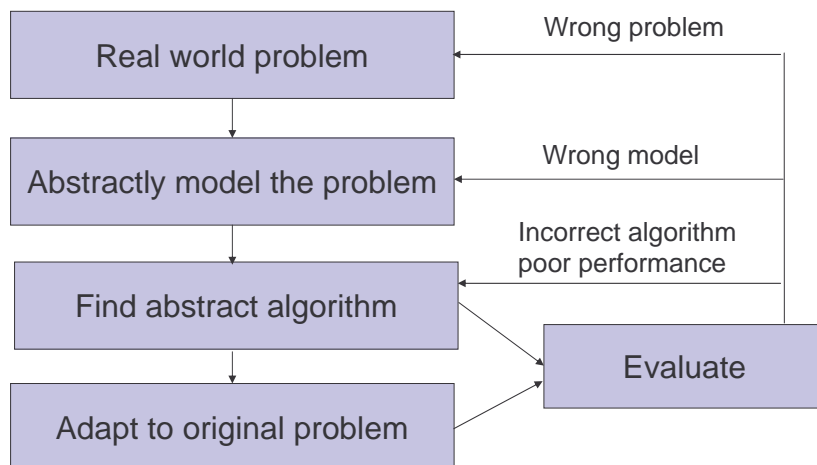 Wrong problem
Real world problem
Wrong model
Abstractly model the problem
Incorrect algorithm
poor performance
Find abstract algorithm
Evaluate
Adapt to original problem